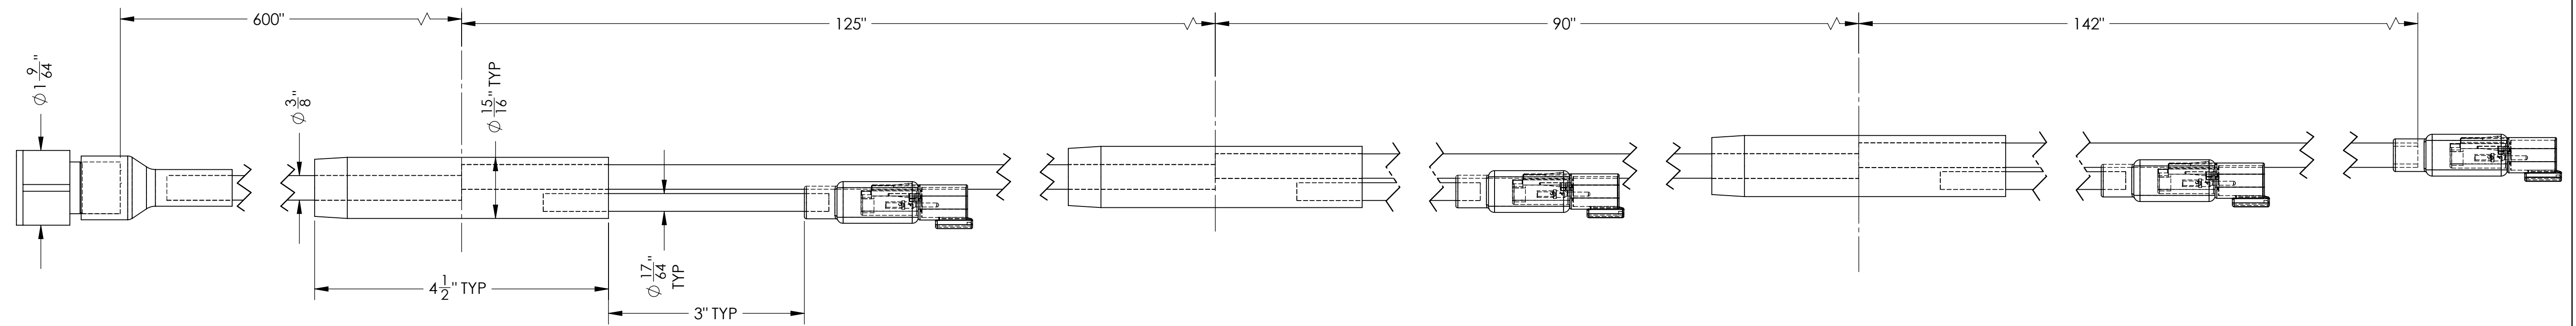 600"
125"
90"
142"
⌀1 9/64"
⌀ 3/8"
⌀ 15/16" TYP
4 1/2" TYP
⌀ 17/64"
TYP
3" TYP